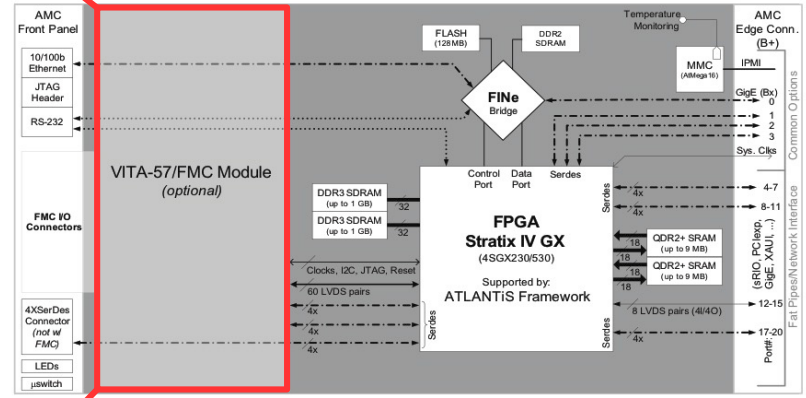 AMC
Front Panel
10/100b
Ethernet
JTAG
Header
RS-232
FMC I/O
Connectors
4XSerDes
Connector
(not w/
FMC)
LEDs
µswitch
VITA-57/FMC Module
(optional)
FLASH
(128MB)
DDR2
SDRAM
FINe
Bridge
Temperature
Monitoring
MMC
(AtMega16)
AMC
Edge Conn.
(B+)
IPMI
GigE (Bx)
0
1
2
3
Sys. Clks
Common Options
Control
Port
Data
Port
Serdes
DDR3 SDRAM
(up to 1 GB)
32
DDR3 SDRAM
(up to 1 GB)
32
FPGA
Stratix IV GX
(4SGX230/530)
Supported by:
ATLANTiS Framework
Clocks, I2C, JTAG, Reset
60 LVDS pairs
4x
4x
4x
Serdes
Serdes
4x
4x
4-7
8-11
18
18
QDR2+ SRAM
(up to 9 MB)
18
18
QDR2+ SRAM
(up to 9 MB)
8 LVDS pairs (4I/4O)
12-15
Serdes
4x
17-20
Port#:
(sRIO, PCIexp,
GigE, XAUI, ...)
Fat Pipes/Network Interface